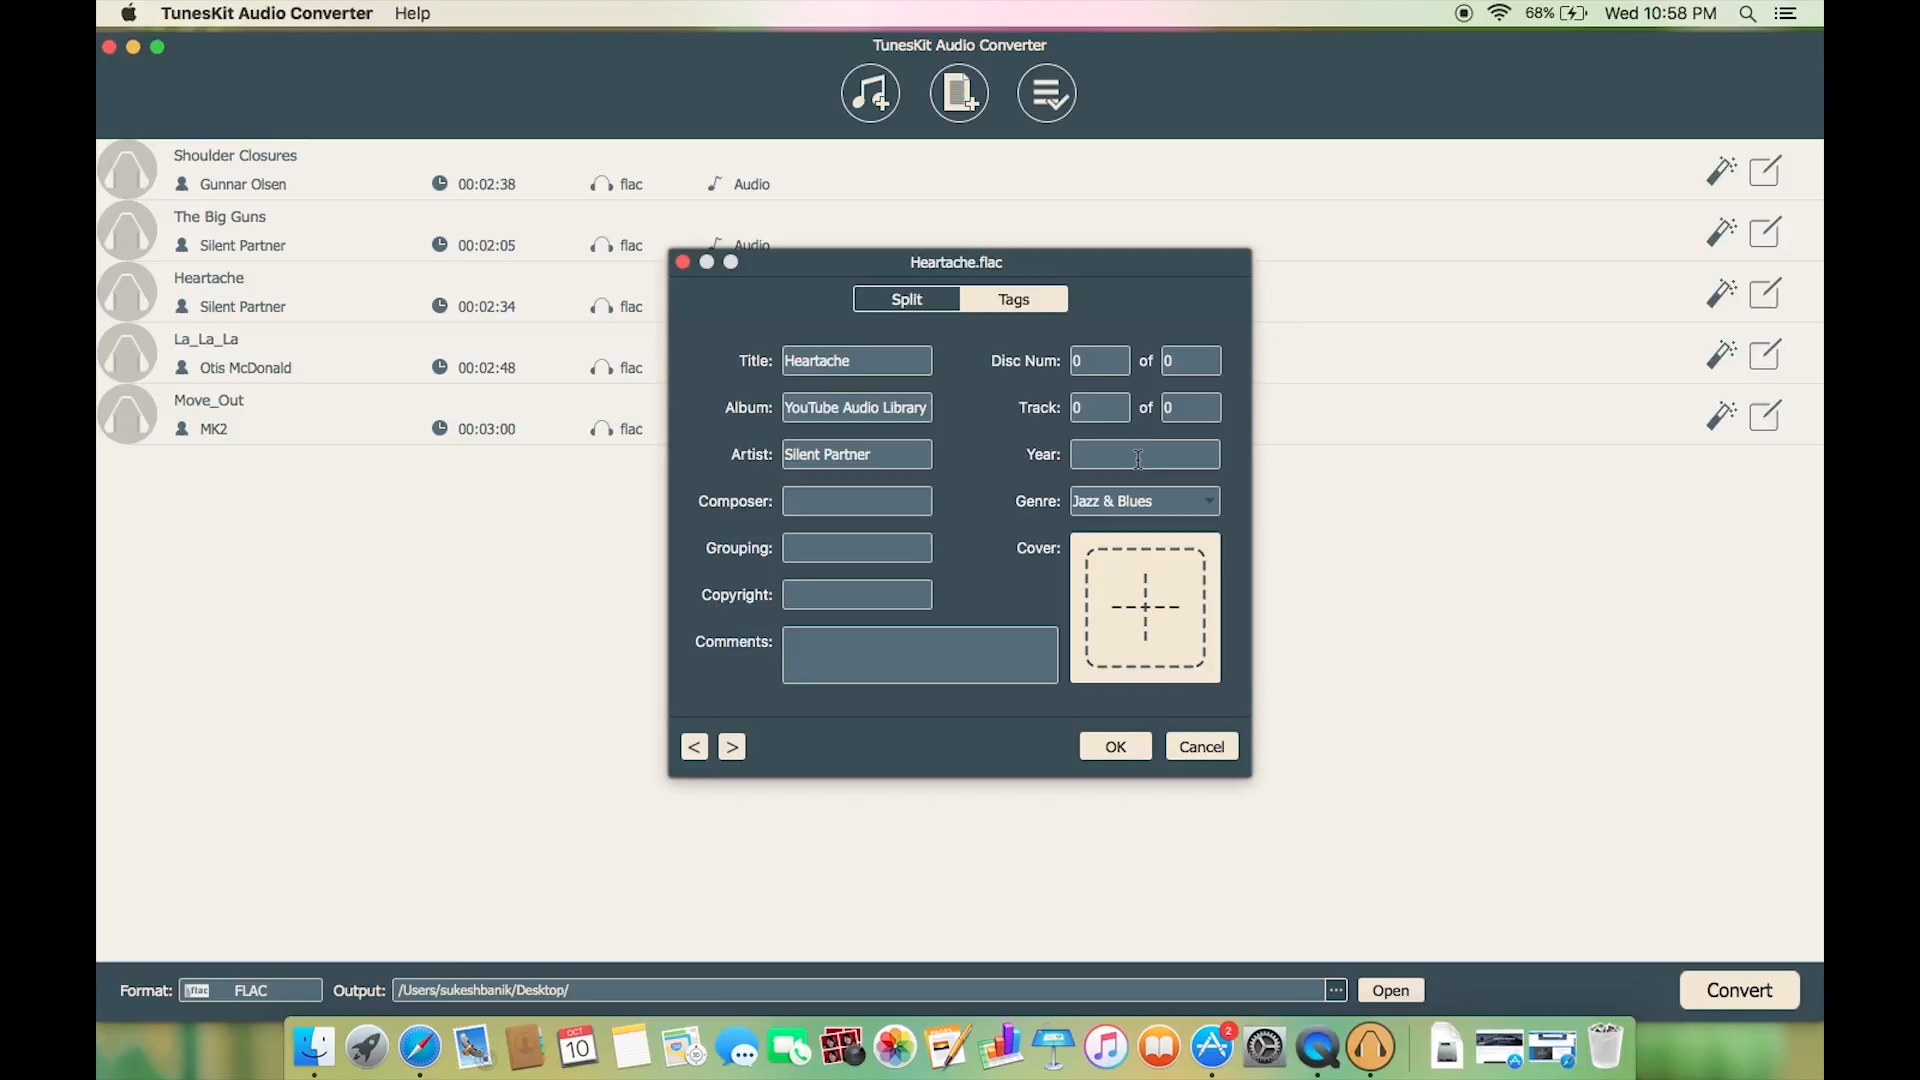 TunesKit Audio Converter Help 68% Wed 10:58 PM
TunesKit Audio Converter
Shoulder Closures
Gunnar Olsen 00:02:38 flac Audio
The Big Guns
Silent Partner 00:02:05 flac Audio
Heartache
Silent Partner 00:02:34 flac
La_La_La
Otis McDonald 00:02:48 flac
Move_Out
MK2 00:03:00 flac
Heartache.flac
Split Tags
Title: Heartache Disc Num: 0 of 0
Album: YouTube Audio Library Track: 0 of 0
Artist: Silent Partner Year:
Composer: Genre: Jazz & Blues
Grouping: Cover:
Copyright:
Comments:
< > OK Cancel
Format: flac FLAC Output: /Users/sukeshbanik/Desktop/ ... Open Convert
OCT 2
10